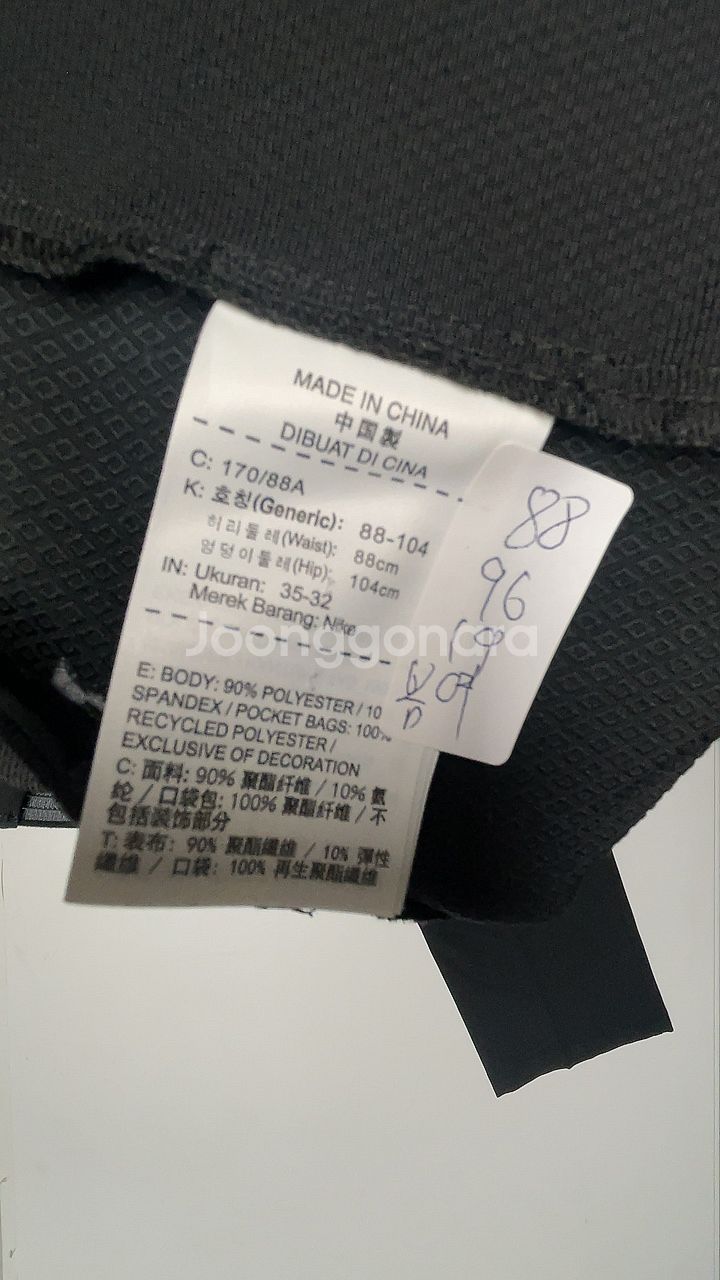 MADE IN CHINA
中国製
DIBUAT DI CINA
C: 170/88A
K: 호칭(Generic): 88-104
허리둘레(Waist): 88cm
엉덩이둘레(Hip): 104cm
IN: Ukuran: 35-32
Merek Barang: Nike
E: BODY: 90% POLYESTER / 10
SPANDEX / POCKET BAGS: 100%
RECYCLED POLYESTER /
EXCLUSIVE OF DECORATION
C: 面料: 90% 聚酯纤维 / 10% 氨
纶 / 口袋包: 100% 聚酯纤维 / 不
包括装饰部分
T: 表布: 90% 聚酯纖維 / 10% 彈性
纖維 / 口袋: 100% 再生聚酯纖維
88
96
Joonggonara